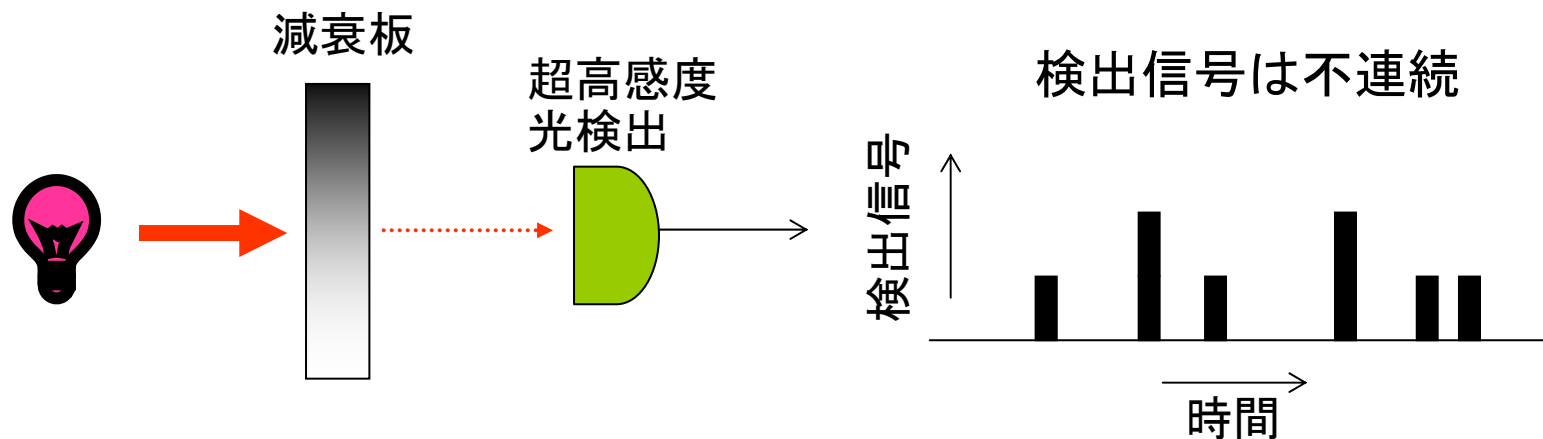 減衰板
超高感度
光検出
検出信号は不連続
検出信号
時間